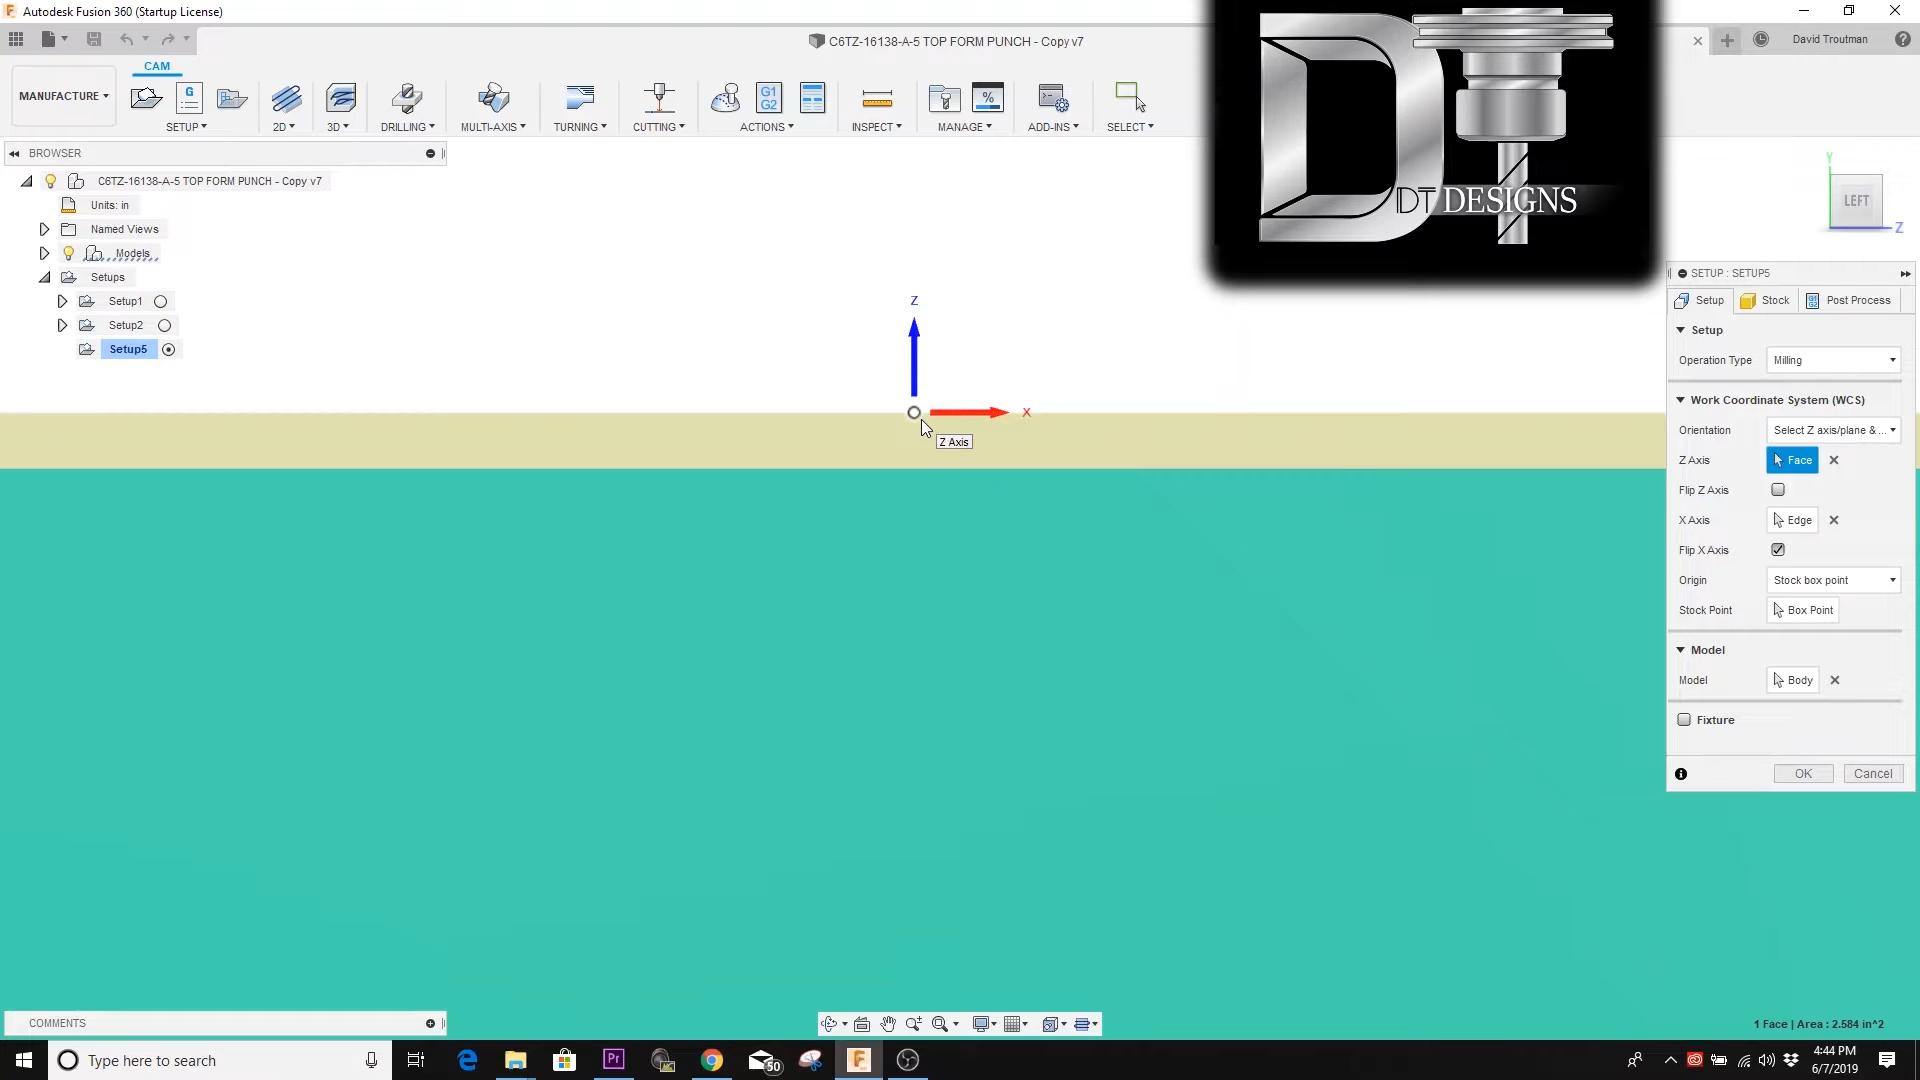 Autodesk Fusion 360 (Startup License)
C6TZ-16138-A-5 TOP FORM PUNCH - Copy v7
David Troutman
MANUFACTURE
CAM
G
G1
G2
%
SETUP
2D
3D
DRILLING
MULTI-AXIS
TURNING
CUTTING
ACTIONS
INSPECT
MANAGE
ADD-INS
SELECT
DT DESIGNS
BROWSER
C6TZ-16138-A-5 TOP FORM PUNCH - Copy v7
Units: in
Named Views
Models
Setups
Setup1
Setup2
Setup5
Y
LEFT
Z
Z
X
Z Axis
SETUP : SETUP5
Setup
Stock
Post Process
Setup
Operation Type
Milling
Work Coordinate System (WCS)
Orientation
Select Z axis/plane & ...
Z Axis
Face
Flip Z Axis
X Axis
Edge
Flip X Axis
Origin
Stock box point
Stock Point
Box Point
Model
Model
Body
Fixture
OK
Cancel
COMMENTS
1 Face | Area : 2.584 in^2
Type here to search
Pr
50
4:44 PM
6/7/2019